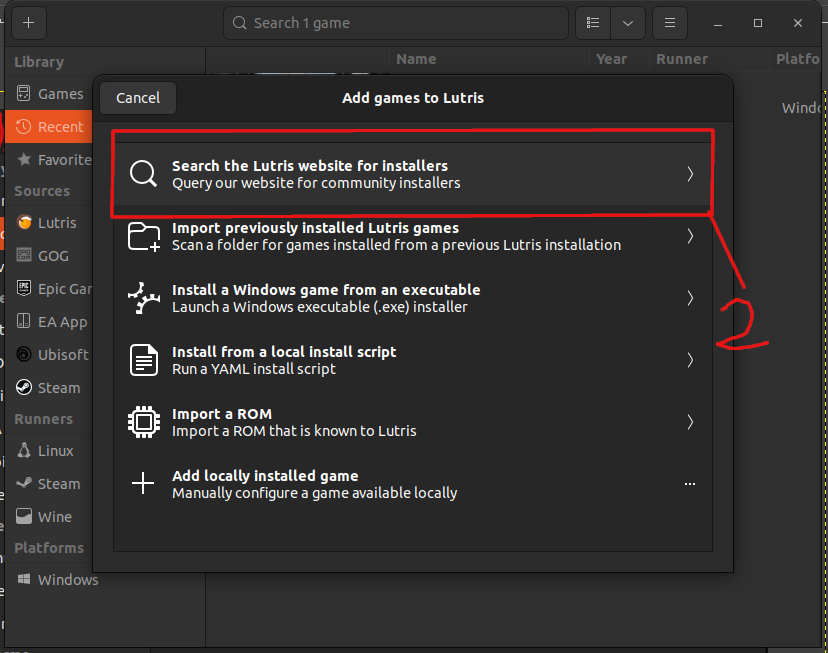 Search 1 game
Library
Name
Year
Runner
Platfo
Cancel
Add games to Lutris
Games
Recent
Favorite
Sources
Lutris
GOG
Epic Gar
EA App
Ubisoft
Steam
Runners
Linux
Steam
Wine
Platforms
Windows
Windo
Search the Lutris website for installers
Query our website for community installers
Import previously installed Lutris games
Scan a folder for games installed from a previous Lutris installation
Install a Windows game from an executable
Launch a Windows executable (.exe) installer
Install from a local install script
Run a YAML install script
Import a ROM
Import a ROM that is known to Lutris
Add locally installed game
Manually configure a game available locally
2